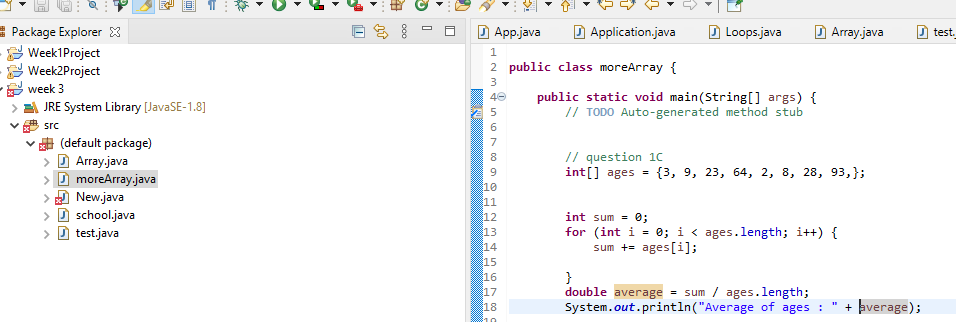 Package Explorer
Week1Project
Week2Project
week 3
JRE System Library [JavaSE-1.8]
src
(default package)
Array.java
moreArray.java
New.java
school.java
test.java
App.java
Application.java
Loops.java
Array.java
test.
1
2 public class moreArray {
3
4 public static void main(String[] args) {
5 // TODO Auto-generated method stub
6
7
8 // question 1C
9 int[] ages = {3, 9, 23, 64, 2, 8, 28, 93,};
10
11
12 int sum = 0;
13 for (int i = 0; i < ages.length; i++) {
14 sum += ages[i];
15
16 }
17 double average = sum / ages.length;
18 System.out.println("Average of ages : " + average);